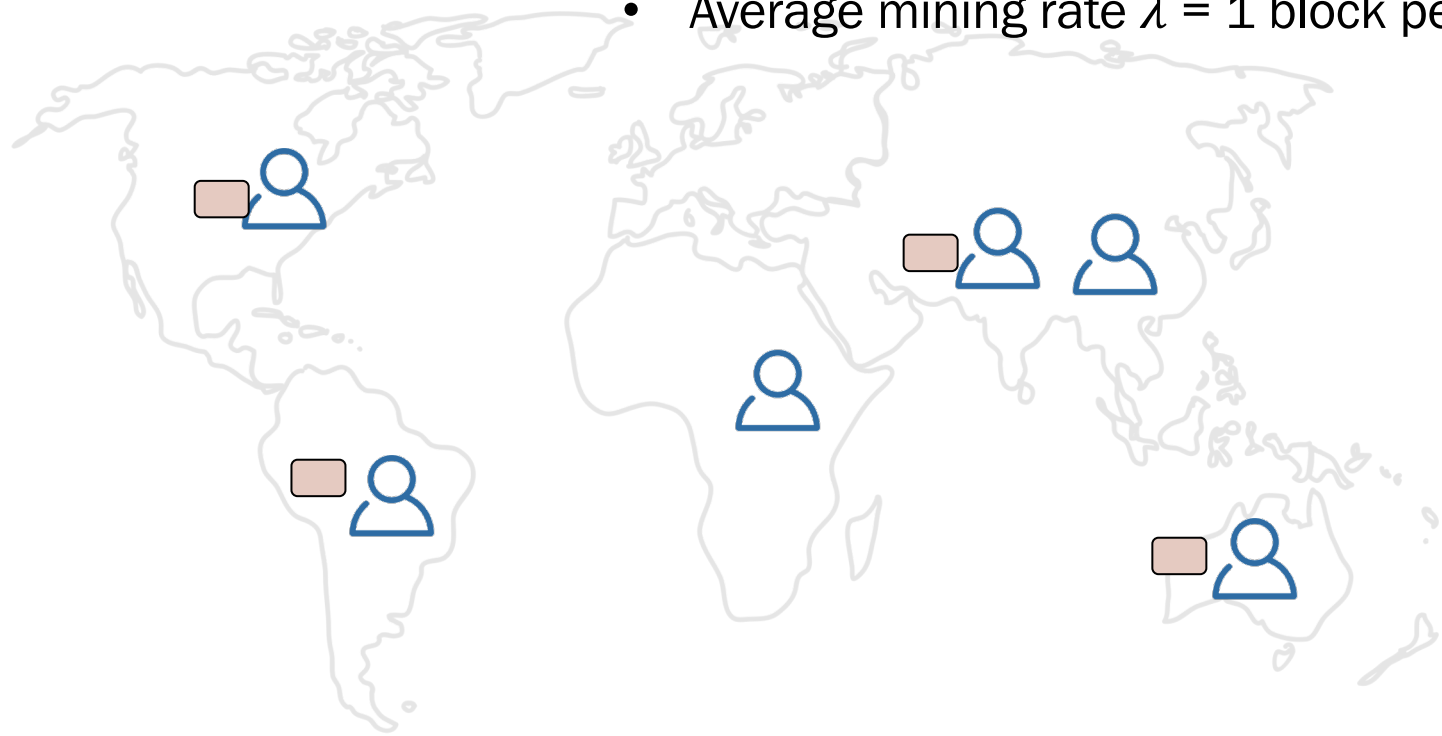 • Average mining rate λ = 1 block